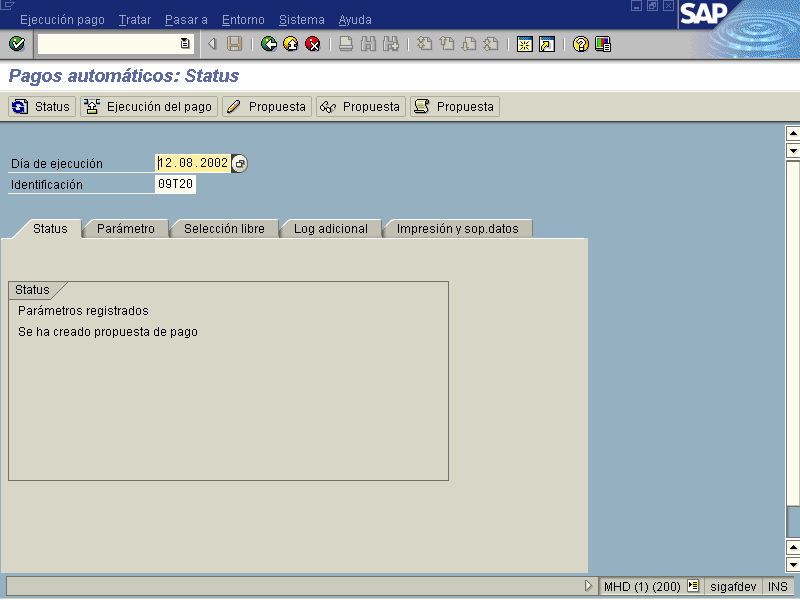 Ejecución pago Tratar Pasar a Entorno Sistema Ayuda
SAP
Pagos automáticos: Status
Status Ejecución del pago Propuesta Propuesta Propuesta
Día de ejecución 12.08.2002
Identificación 09T20
Status Parámetro Selección libre Log adicional Impresión y sop.datos
Status
Parámetros registrados
Se ha creado propuesta de pago
MHD (1) (200) sigafdev INS